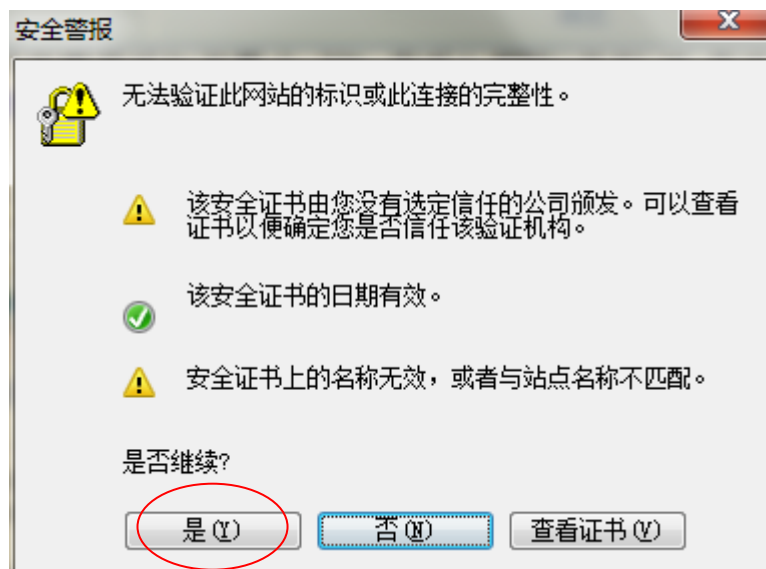 安全警报
无法验证此网站的标识或此连接的完整性。
该安全证书由您没有选定信任的公司颁发。可以查看
证书以便确定您是否信任该验证机构。
该安全证书的日期有效。
安全证书上的名称无效，或者与站点名称不匹配。
是否继续?
是(Y) 否(N) 查看证书(V)